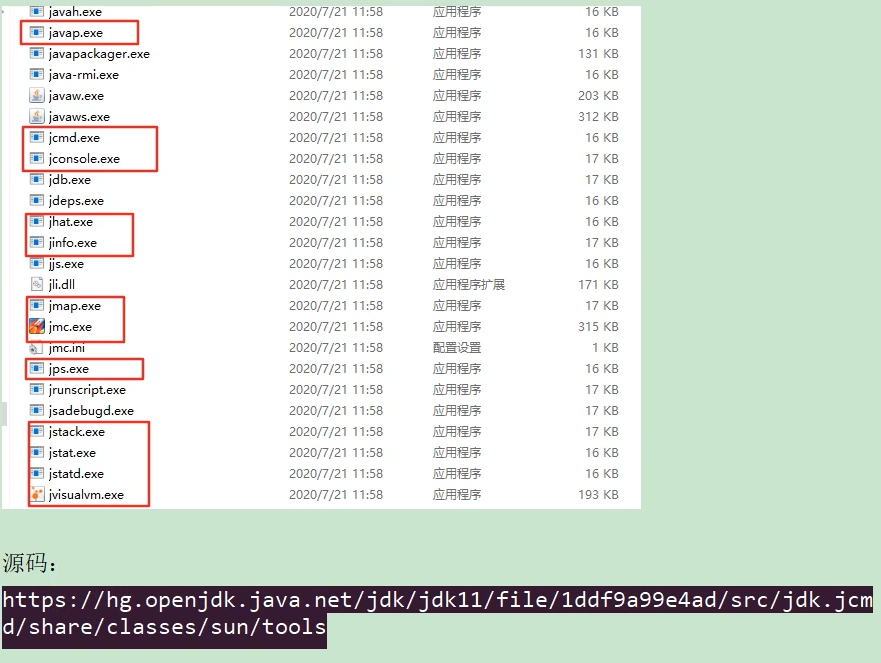 javah.exe 2020/7/21 11:58 应用程序 16 KB
javap.exe 2020/7/21 11:58 应用程序 16 KB
javapackager.exe 2020/7/21 11:58 应用程序 131 KB
java-rmi.exe 2020/7/21 11:58 应用程序 16 KB
javaw.exe 2020/7/21 11:58 应用程序 203 KB
javaws.exe 2020/7/21 11:58 应用程序 312 KB
jcmd.exe 2020/7/21 11:58 应用程序 16 KB
jconsole.exe 2020/7/21 11:58 应用程序 17 KB
jdb.exe 2020/7/21 11:58 应用程序 17 KB
jdeps.exe 2020/7/21 11:58 应用程序 16 KB
jhat.exe 2020/7/21 11:58 应用程序 16 KB
jinfo.exe 2020/7/21 11:58 应用程序 17 KB
jjs.exe 2020/7/21 11:58 应用程序 16 KB
jli.dll 2020/7/21 11:58 应用程序扩展 171 KB
jmap.exe 2020/7/21 11:58 应用程序 17 KB
jmc.exe 2020/7/21 11:58 应用程序 315 KB
jmc.ini 2020/7/21 11:58 配置设置 1 KB
jps.exe 2020/7/21 11:58 应用程序 16 KB
jrunscript.exe 2020/7/21 11:58 应用程序 17 KB
jsadebugd.exe 2020/7/21 11:58 应用程序 17 KB
jstack.exe 2020/7/21 11:58 应用程序 17 KB
jstat.exe 2020/7/21 11:58 应用程序 16 KB
jstatd.exe 2020/7/21 11:58 应用程序 16 KB
jvisualvm.exe 2020/7/21 11:58 应用程序 193 KB
源码：
https://hg.openjdk.java.net/jdk/jdk11/file/1ddf9a99e4ad/src/jdk.jcm
d/share/classes/sun/tools